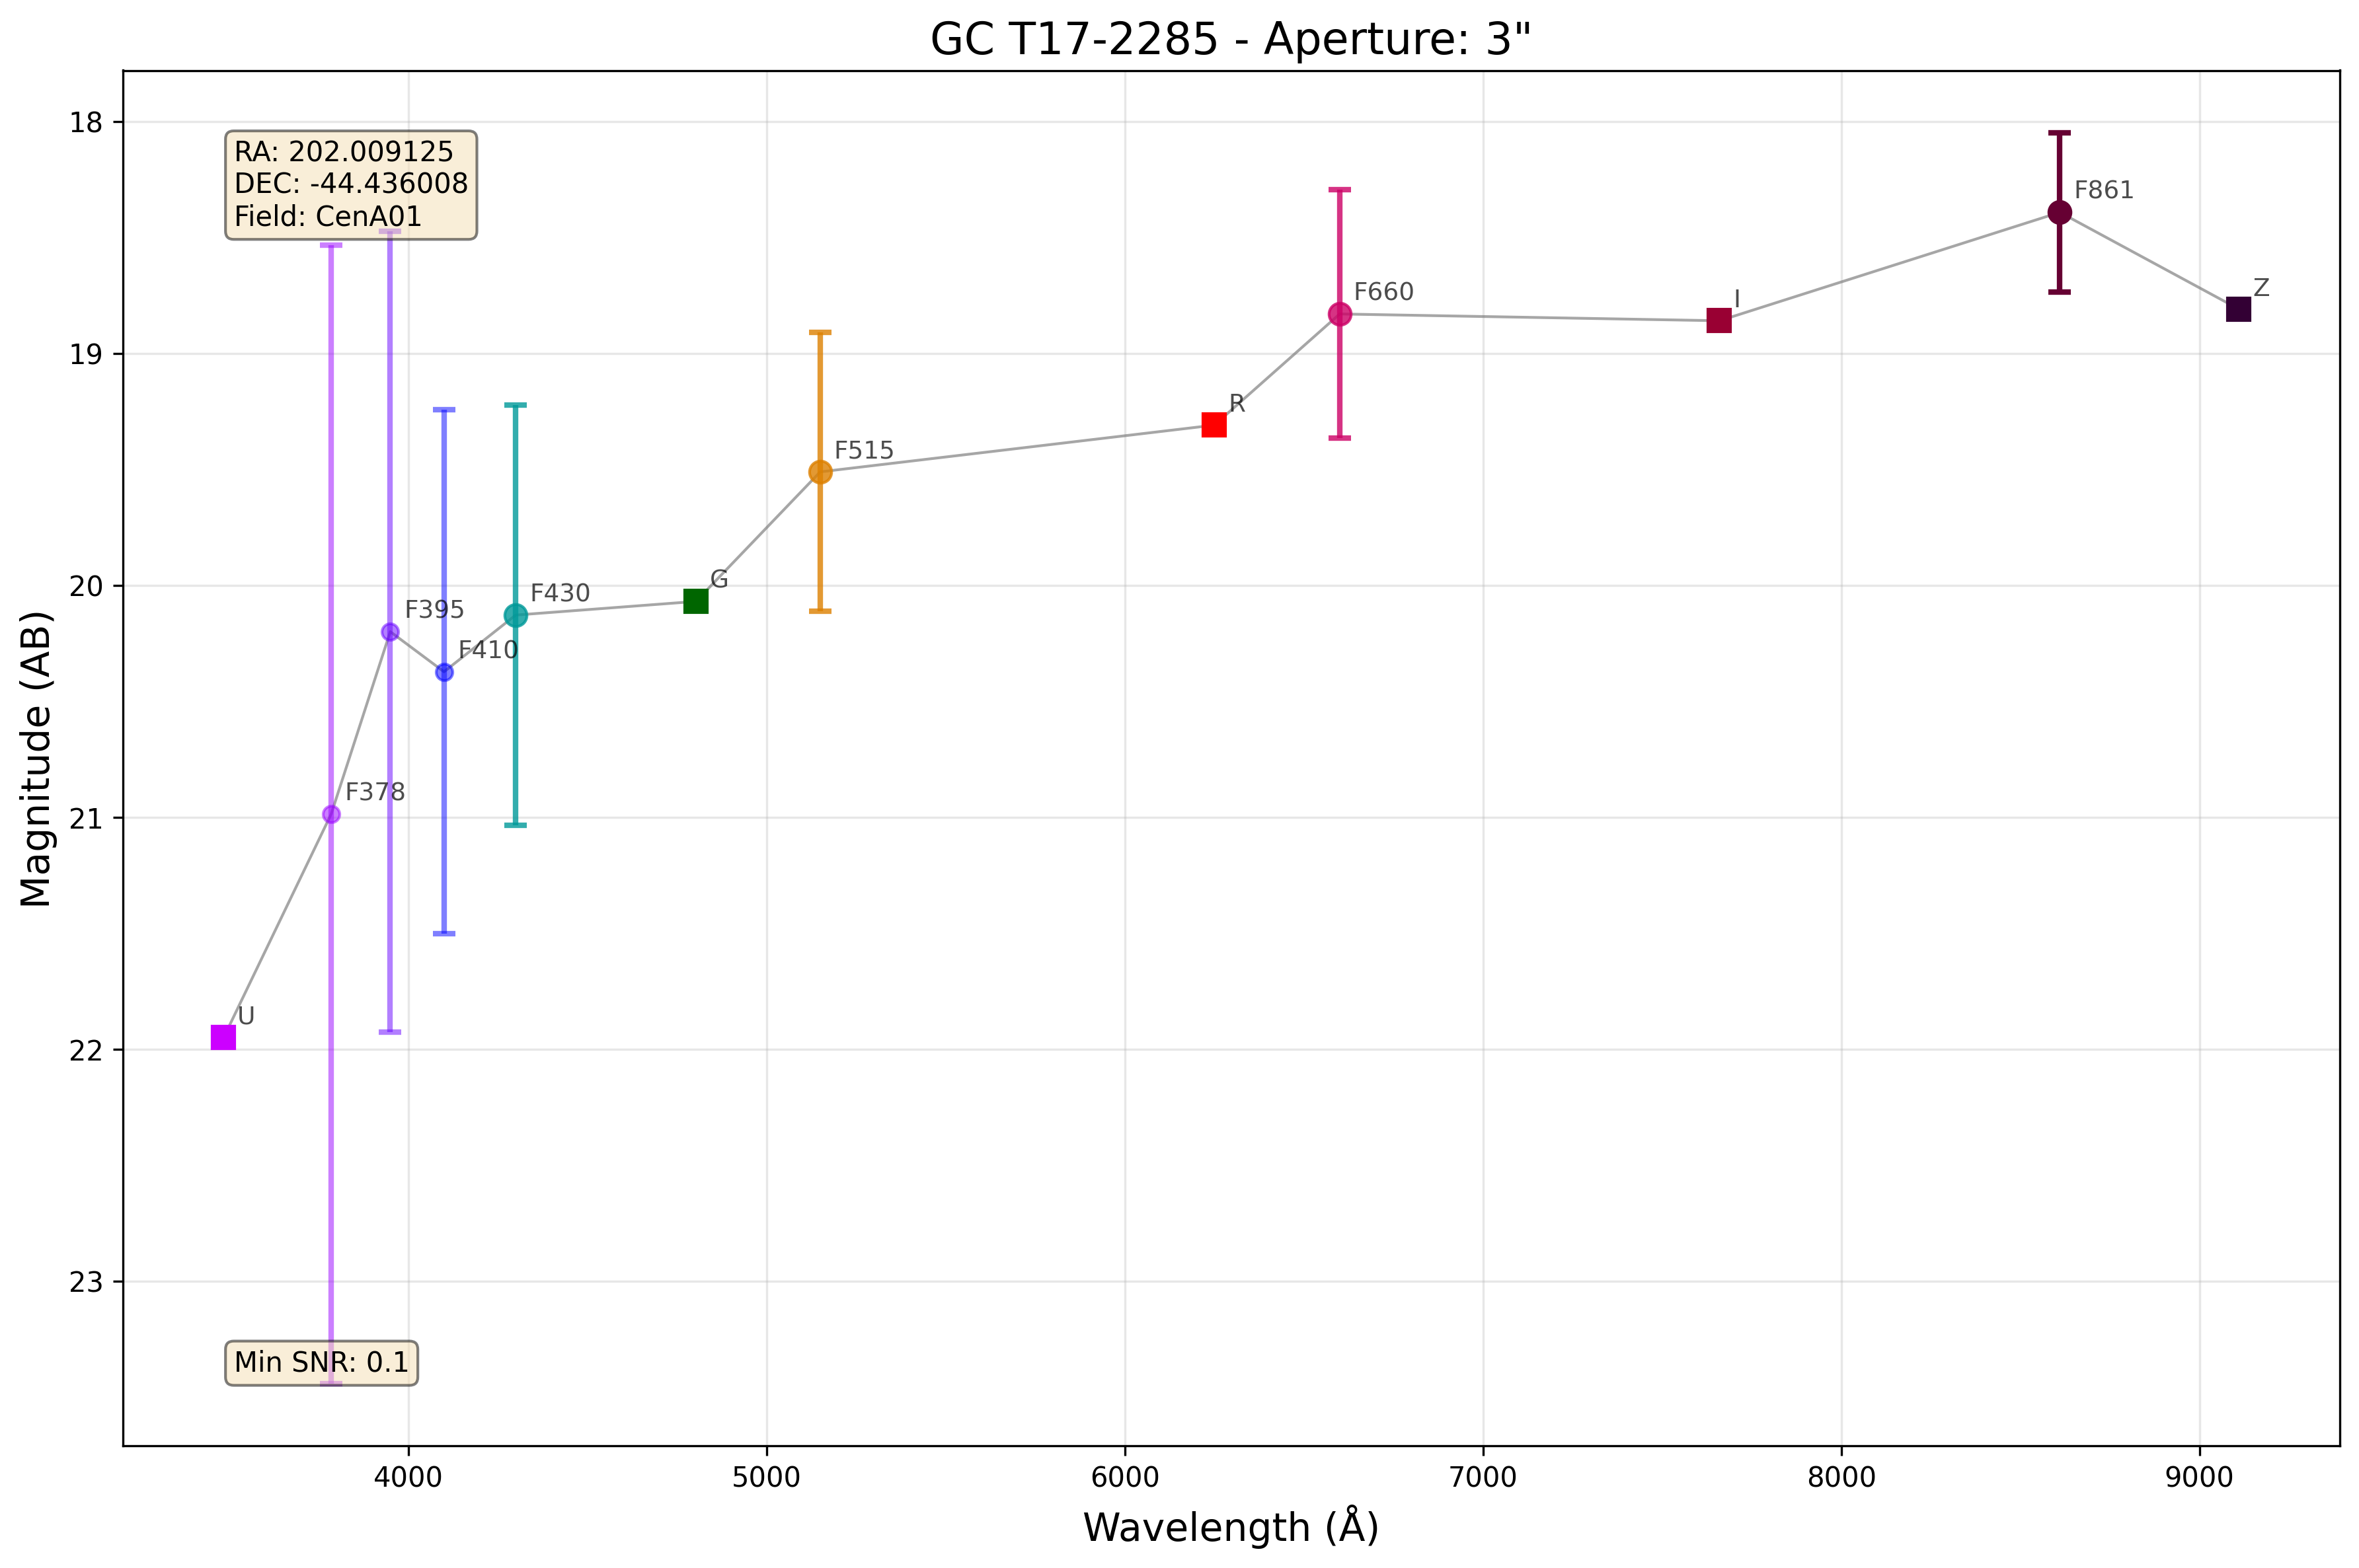 GC T17-2285 - Aperture: 3"
RA: 202.009125
DEC: -44.436008
Field: CenA01
F861
Z
F660
I
R
F515
G
F430
F395
F410
F378
U
Min SNR: 0.1
18
19
20
21
22
23
Magnitude (AB)
4000
5000
6000
7000
8000
9000
Wavelength (Å)